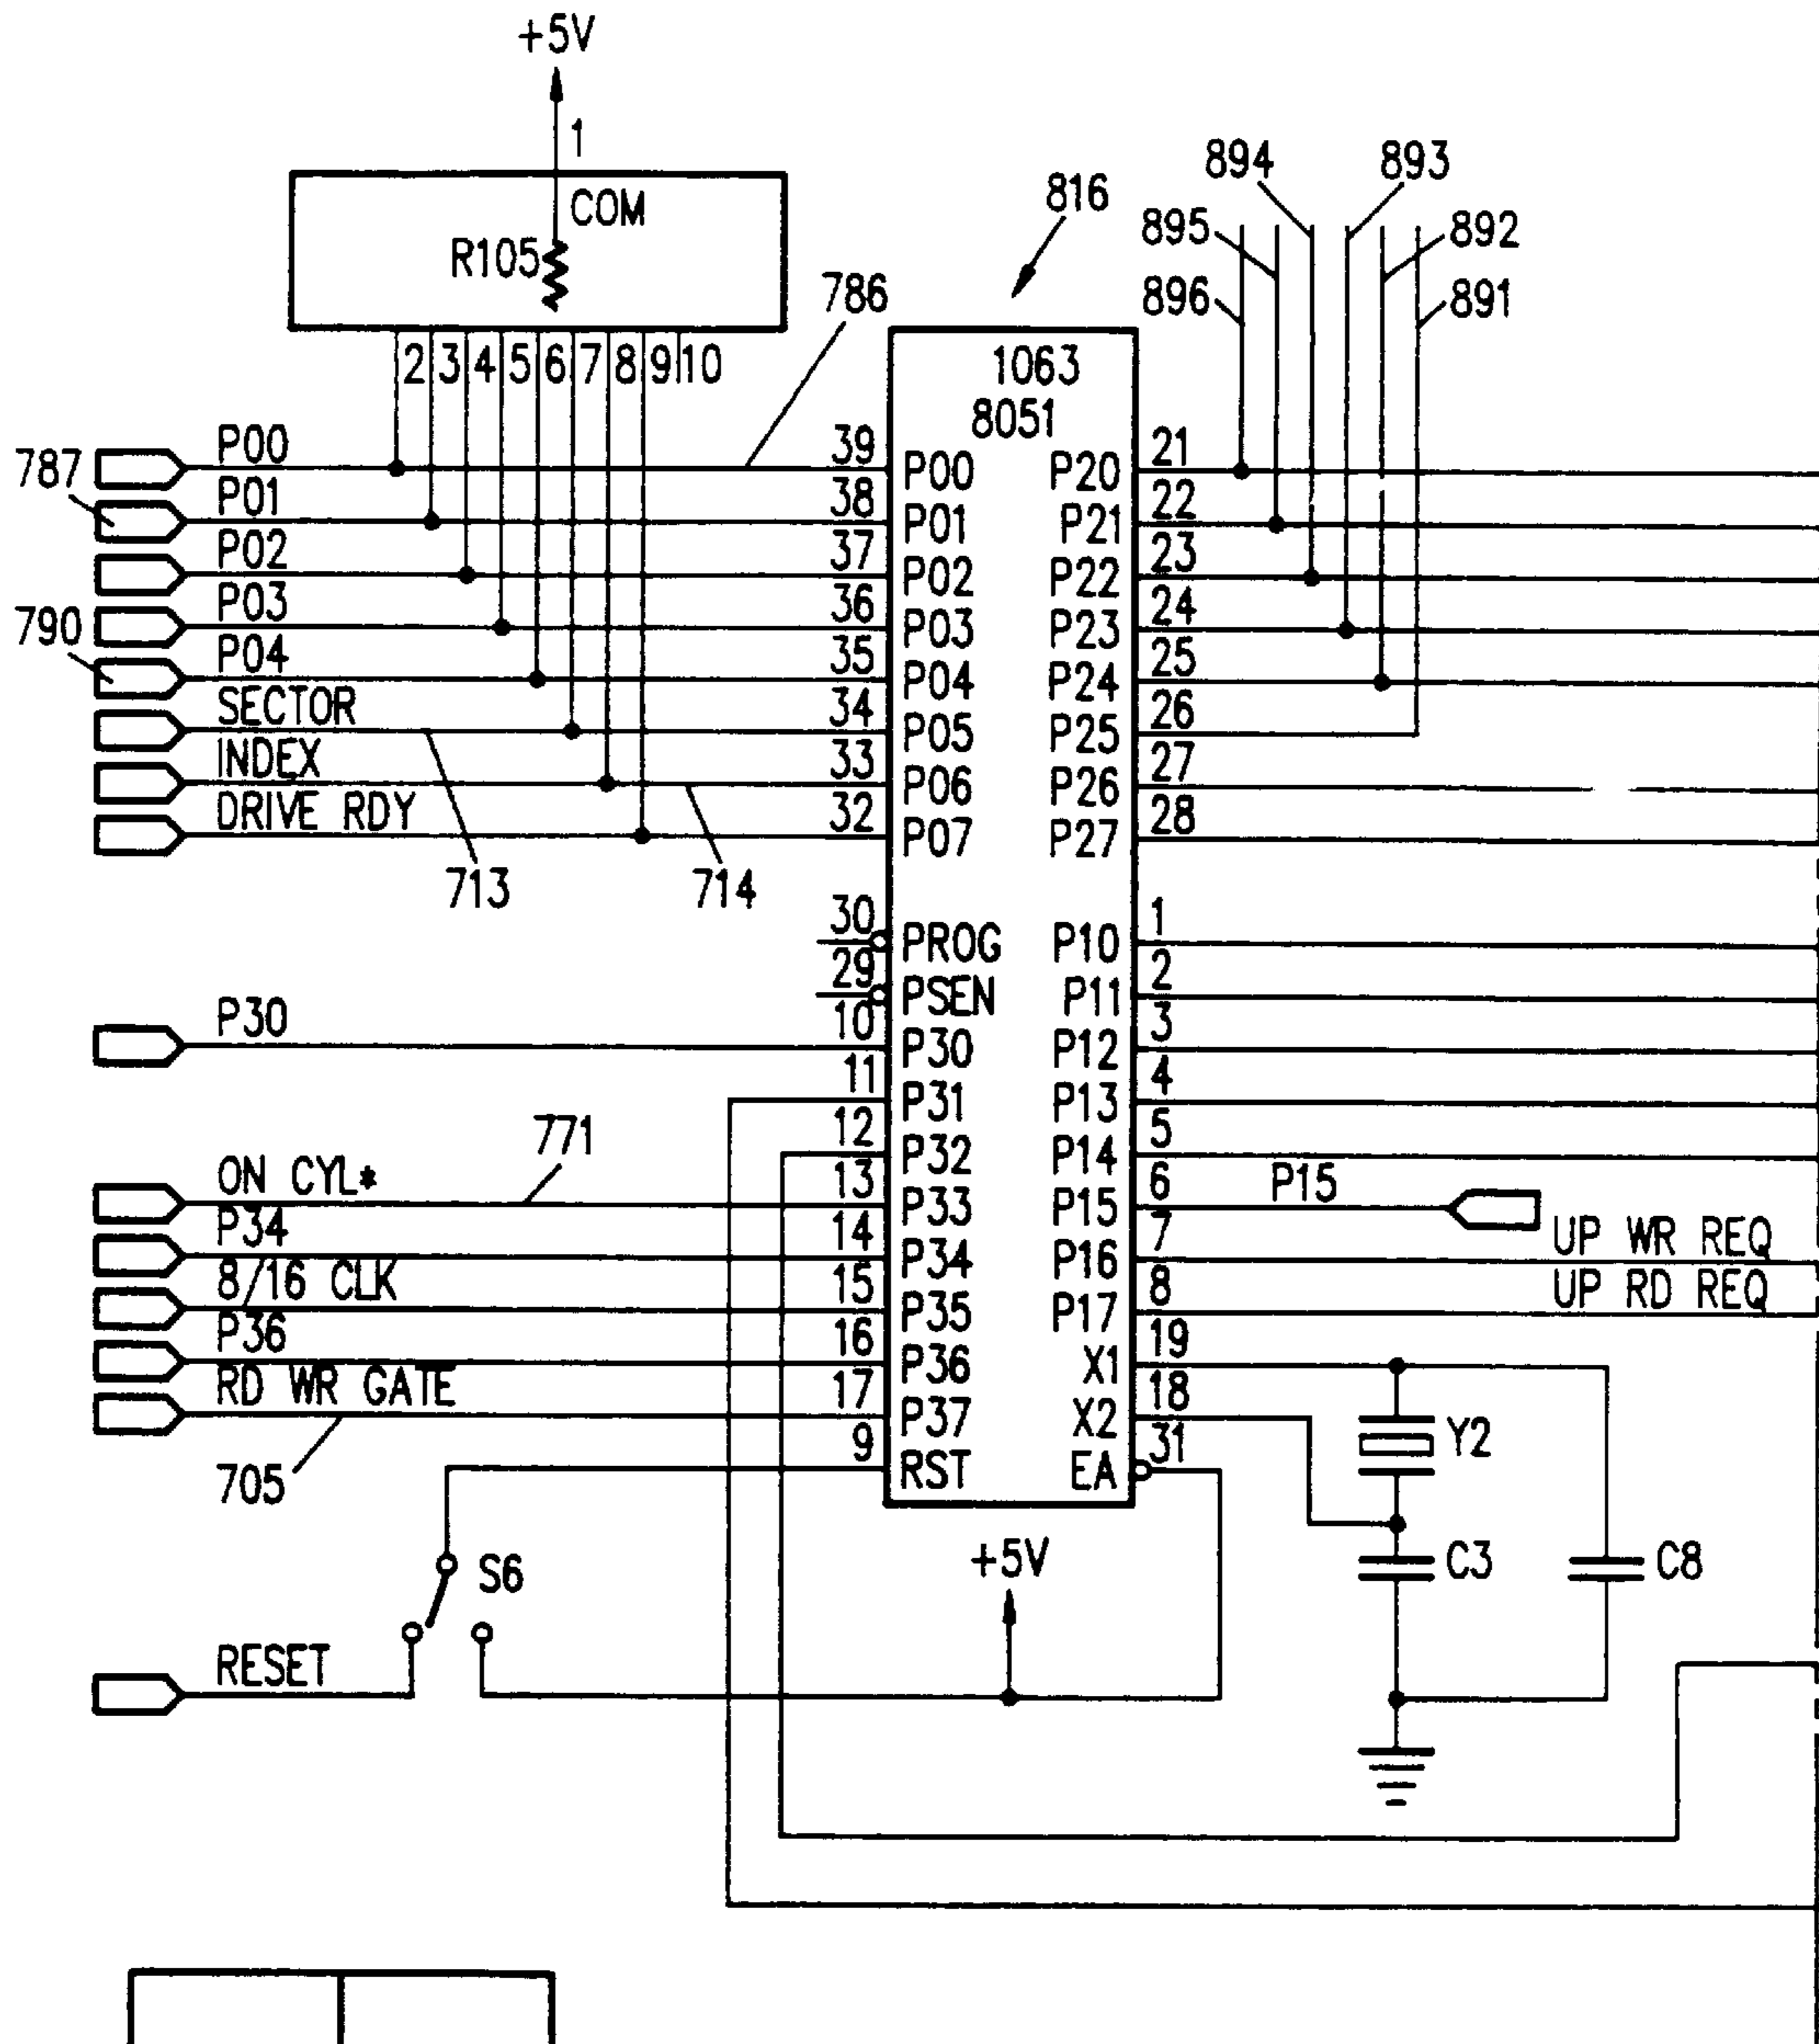 +5V
1
COM
R105
2 3 4 5 6 7 8 9 10
786
816
894 893
895 892
896 891
1063
8051
787
790
P00 39 P00 P20 21
P01 38 P01 P21 22
P02 37 P02 P22 23
P03 36 P03 P23 24
P04 35 P04 P24 25
SECTOR 34 P05 P25 26
INDEX 33 P06 P26 27
DRIVE RDY 32 P07 P27 28
713 714
30 PROG P10 1
29 PSEN P11 2
P30 10 P30 P12 3
11 P31 P13 4
771
12 P32 P14 5
ON CYL* 13 P33 P15 6 P15
P34 14 P34 P16 7 UP WR REQ
8/16 CLK 15 P35 P17 8 UP RD REQ
P36 16 P36 X1 19
RD WR GATE 17 P37 X2 18
705
9 RST EA 31
Y2
+5V
S6
C3 C8
RESET